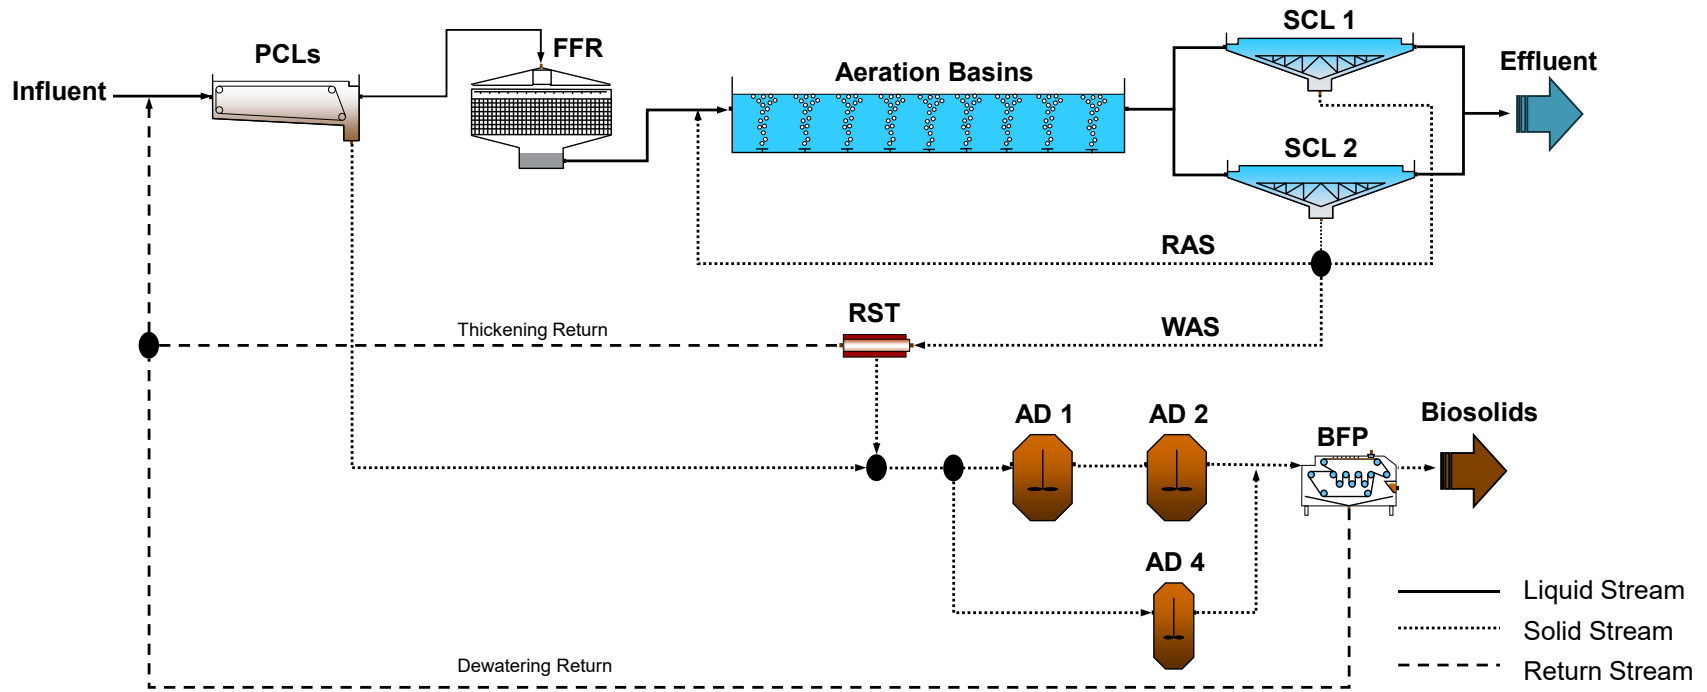 SCL 1
PCLs
FFR
Effluent
Aeration Basins
Influent
SCL 2
RAS
RST
Thickening Return
WAS
AD 1
AD 2
Biosolids
BFP
AD 4
Liquid Stream
Solid Stream
Dewatering Return
Return Stream